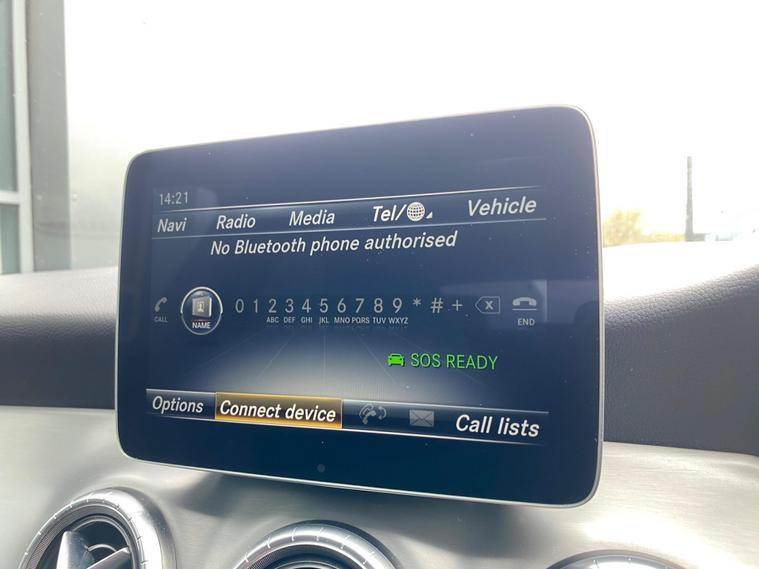 14:21
Navi Radio Media Tel/ Vehicle
No Bluetooth phone authorised
CALL NAME 0 1 2 3 4 5 6 7 8 9 * # + END
ABC DEF GHI JKL MNO PQRS TUV WXYZ
SOS READY
Options Connect device Call lists